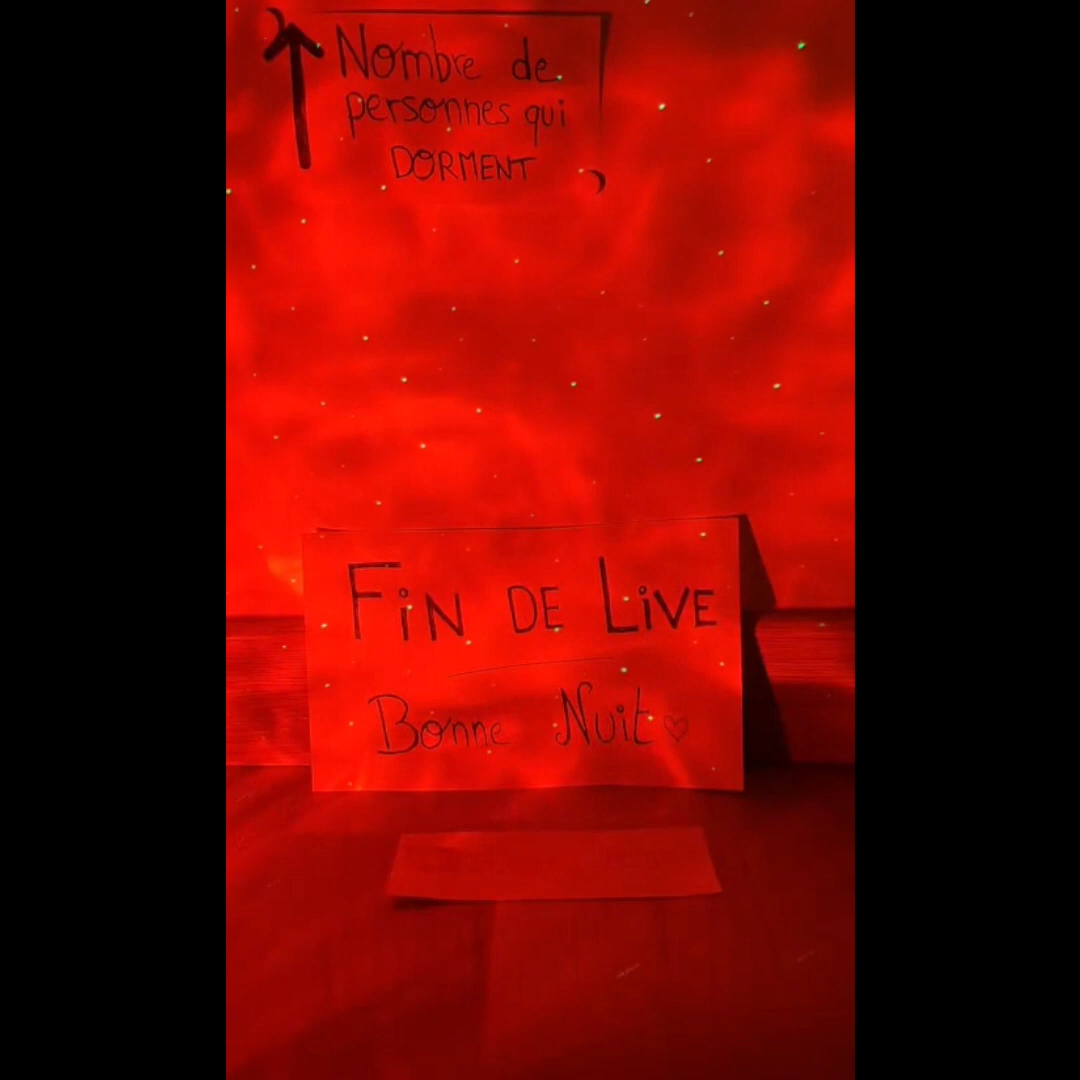 Nombre de
personnes qui
DORMENT
FiN DE LiVE
Bonne Nuit